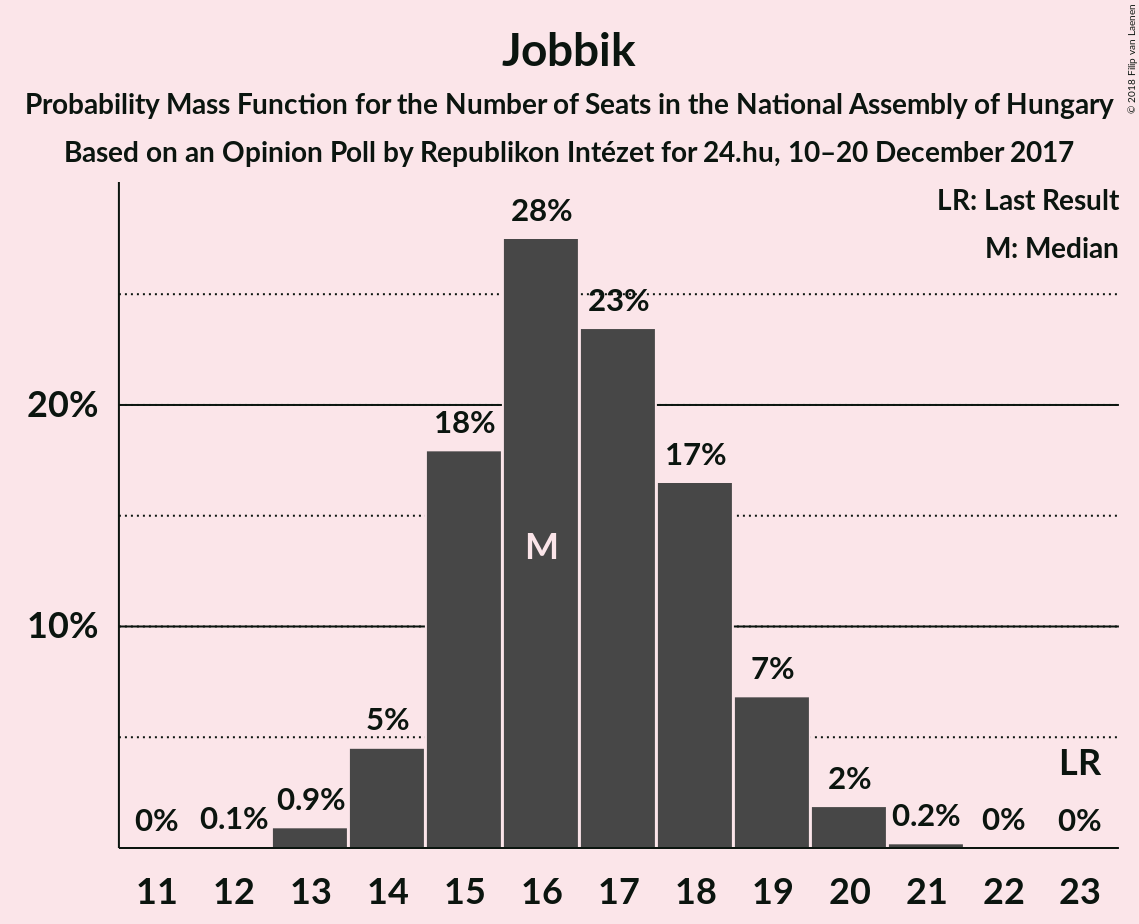 Jobbik
Probability Mass Function for the Number of Seats in the National Assembly of Hungary
Based on an Opinion Poll by Republikon Intézet for 24.hu, 10–20 December 2017
© 2018 Filip van Laenen
LR: Last Result
M: Median
28%
23%
20%
18%
17%
M
10%
7%
5%
LR
2%
0%
0.1%
0.9%
0.2%
0%
0%
11 12 13 14 15 16 17 18 19 20 21 22 23